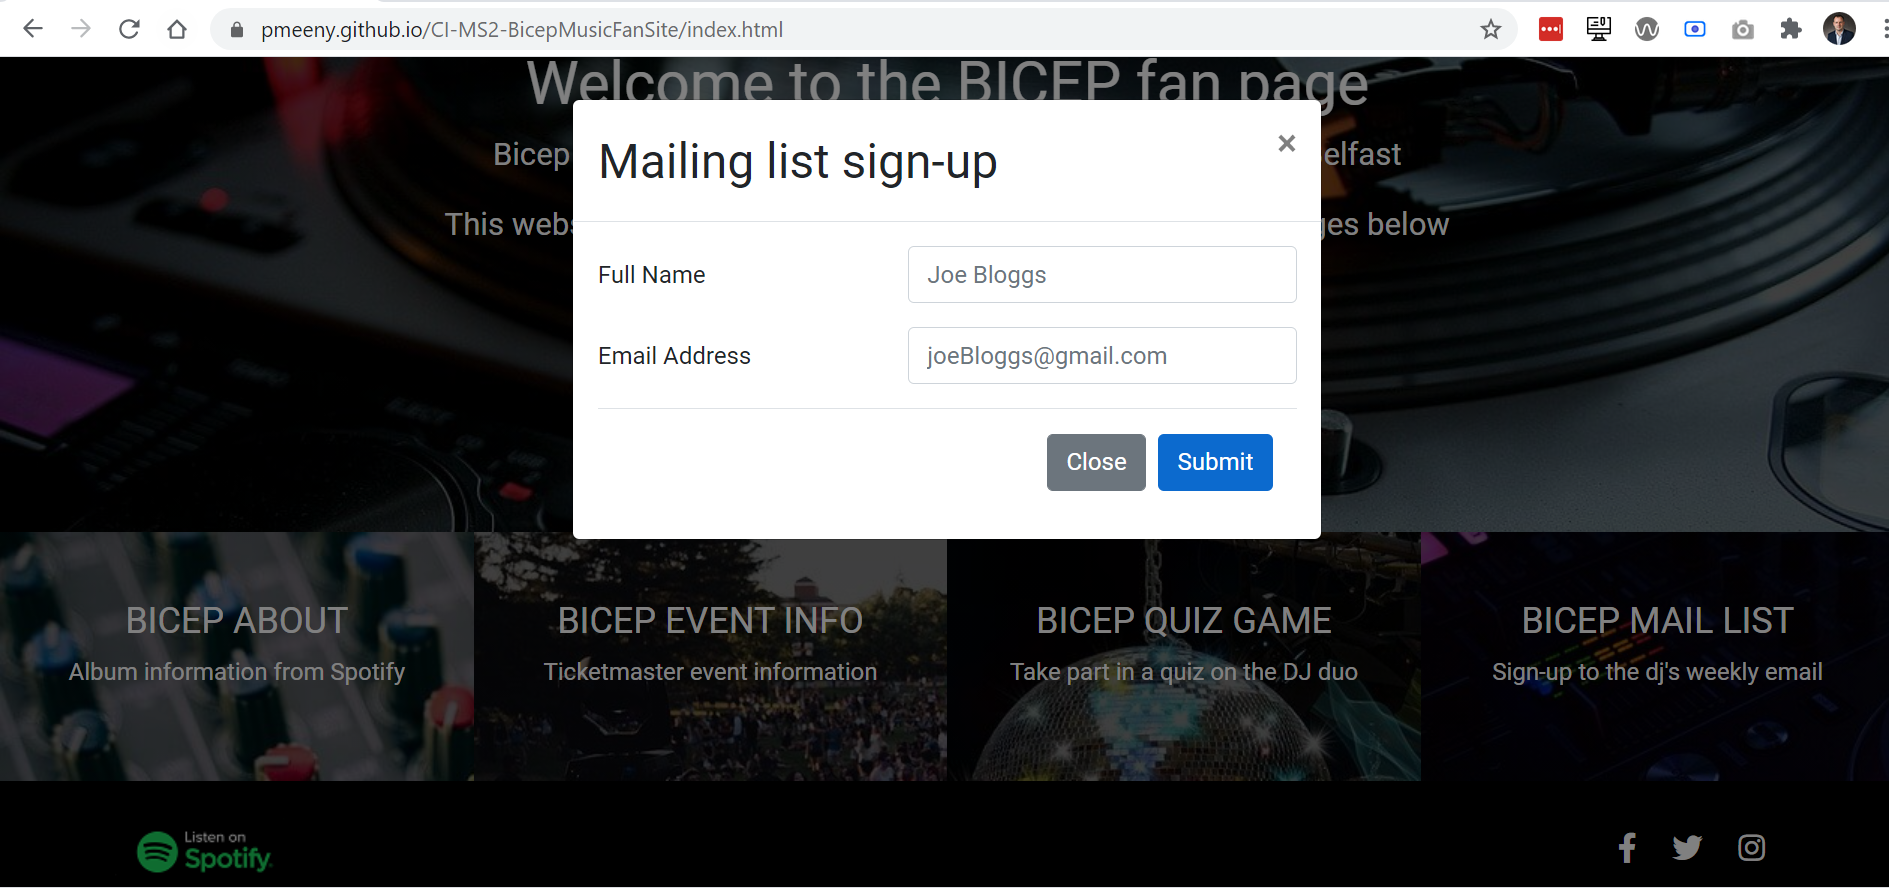 pmeeny.github.io/CI-MS2-BicepMusicFanSite/index.html
Welcome to the BICEP fan page
Bicep
elfast
This webs
ges below
Mailing list sign-up
×
Full Name
Joe Bloggs
Email Address
joeBloggs@gmail.com
Close
Submit
BICEP ABOUT
Album information from Spotify
BICEP EVENT INFO
Ticketmaster event information
BICEP QUIZ GAME
Take part in a quiz on the DJ duo
BICEP MAIL LIST
Sign-up to the dj's weekly email
Listen on
Spotify